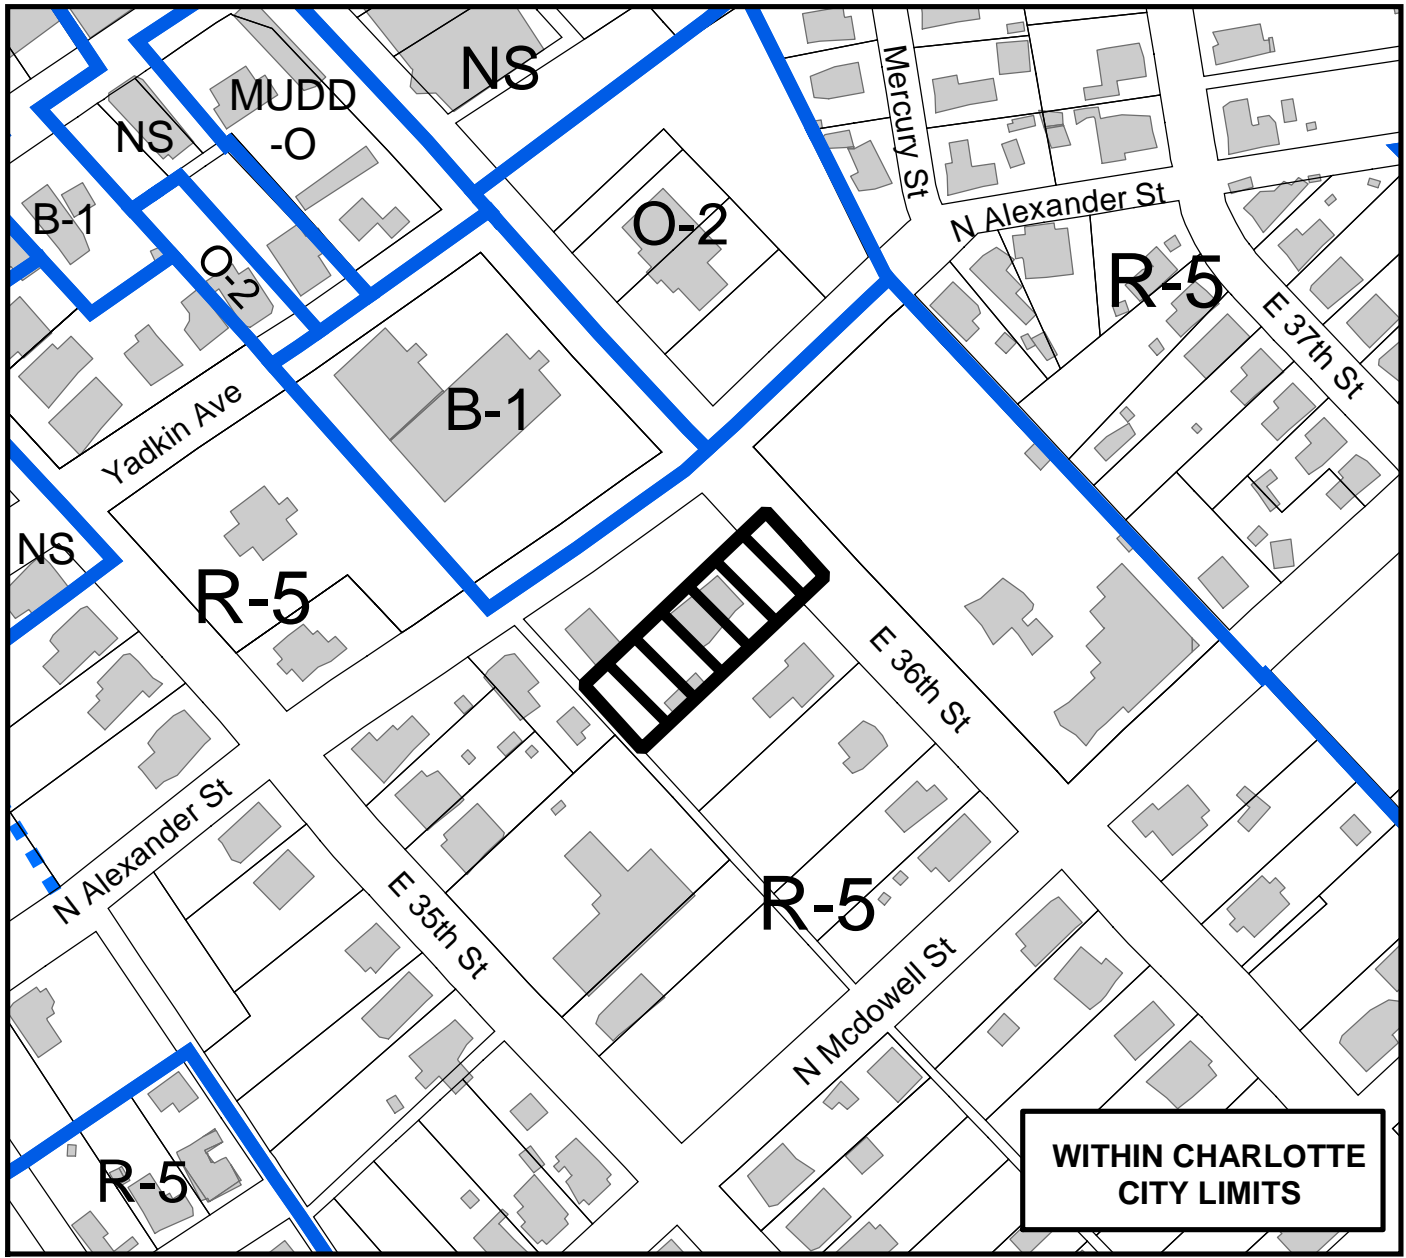 NS
MUDD
-O
NS
Mercury St
B-1
O-2
N Alexander St
O-2
R-5
E 37th St
B-1
Yadkin Ave
NS
R-5
E 36th St
N Alexander St
R-5
E 35th St
N Mcdowell St
R-5
WITHIN CHARLOTTE
CITY LIMITS